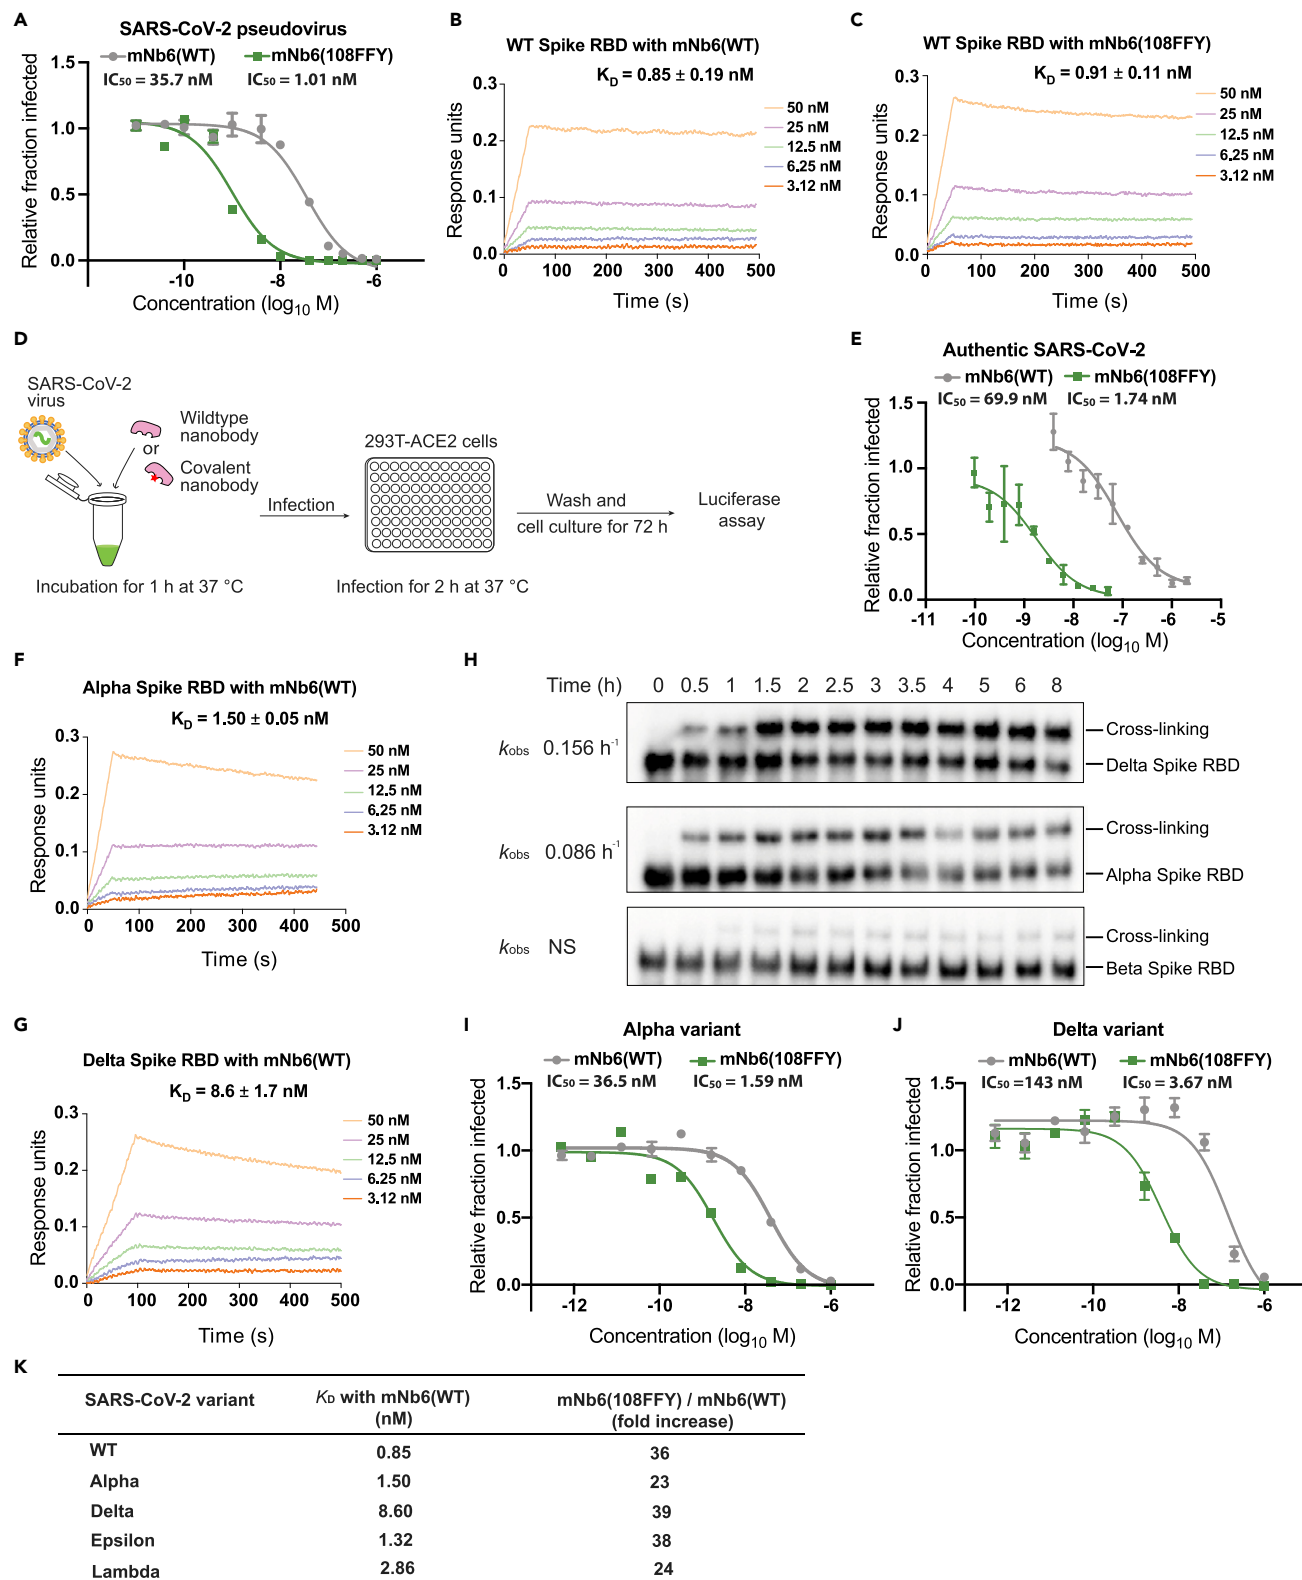 A
SARS-CoV-2 pseudovirus
mNb6(WT) mNb6(108FFY)
IC50 = 35.7 nM IC50 = 1.01 nM
Relative fraction infected
1.5
1.0
0.5
0.0
-10 -8 -6
Concentration (log10 M)
B
WT Spike RBD with mNb6(WT)
KD = 0.85 ± 0.19 nM
Response units
0.3
0.2
0.1
0.0
0 100 200 300 400 500
Time (s)
50 nM
25 nM
12.5 nM
6.25 nM
3.12 nM
C
WT Spike RBD with mNb6(108FFY)
KD = 0.91 ± 0.11 nM
Response units
0.3
0.2
0.1
0.0
0 100 200 300 400 500
Time (s)
50 nM
25 nM
12.5 nM
6.25 nM
3.12 nM
D
SARS-CoV-2
virus
Wildtype
nanobody
or
Covalent
nanobody
Incubation for 1 h at 37 °C
Infection
293T-ACE2 cells
Infection for 2 h at 37 °C
Wash and
cell culture for 72 h
Luciferase
assay
E
Authentic SARS-CoV-2
mNb6(WT) mNb6(108FFY)
IC50 = 69.9 nM IC50 = 1.74 nM
Relative fraction infected
1.5
1.0
0.5
0.0
-11 -10 -9 -8 -7 -6 -5
Concentration (log10 M)
F
Alpha Spike RBD with mNb6(WT)
KD = 1.50 ± 0.05 nM
Response units
0.3
0.2
0.1
0.0
0 100 200 300 400 500
Time (s)
50 nM
25 nM
12.5 nM
6.25 nM
3.12 nM
H
Time (h) 0 0.5 1 1.5 2 2.5 3 3.5 4 5 6 8
kobs 0.156 h-1
Cross-linking
Delta Spike RBD
kobs 0.086 h-1
Cross-linking
Alpha Spike RBD
kobs NS
Cross-linking
Beta Spike RBD
G
Delta Spike RBD with mNb6(WT)
KD = 8.6 ± 1.7 nM
Response units
0.3
0.2
0.1
0.0
0 100 200 300 400 500
Time (s)
50 nM
25 nM
12.5 nM
6.25 nM
3.12 nM
I
Alpha variant
mNb6(WT) mNb6(108FFY)
IC50 = 36.5 nM IC50 = 1.59 nM
Relative fraction infected
1.5
1.0
0.5
0.0
-12 -10 -8 -6
Concentration (log10 M)
J
Delta variant
mNb6(WT) mNb6(108FFY)
IC50 =143 nM IC50 = 3.67 nM
Relative fraction infected
1.5
1.0
0.5
0.0
-12 -10 -8 -6
Concentration (log10 M)
K
SARS-CoV-2 variant KD with mNb6(WT) (nM) mNb6(108FFY) / mNb6(WT) (fold increase)
WT 0.85 36
Alpha 1.50 23
Delta 8.60 39
Epsilon 1.32 38
Lambda 2.86 24